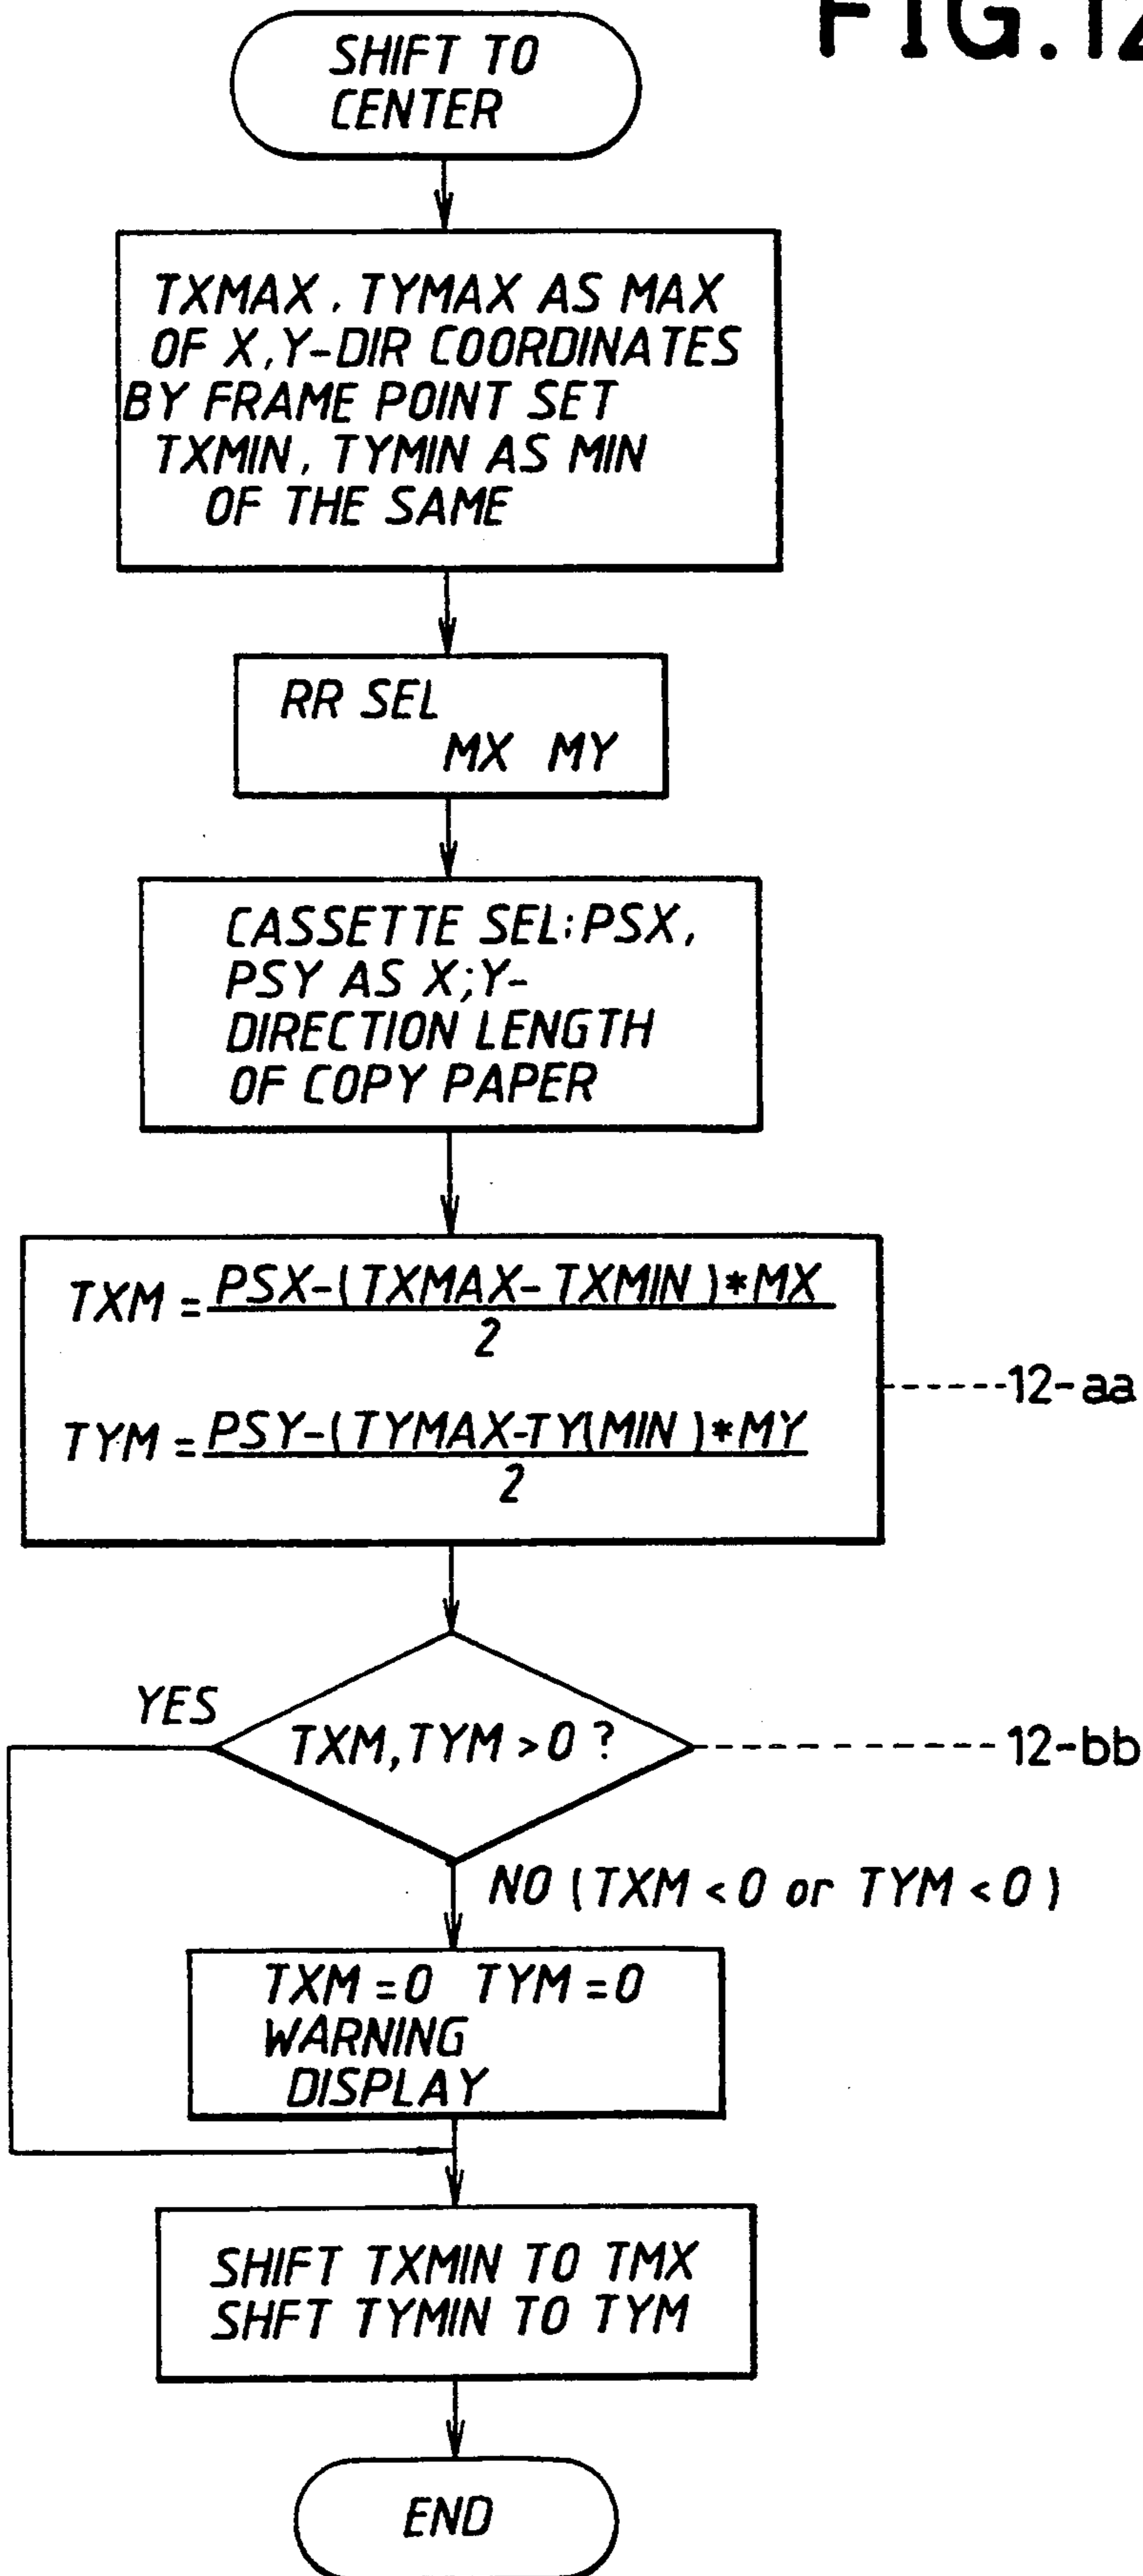 FIG.12
SHIFT TO
CENTER
TXMAX, TYMAX AS MAX
OF X,Y-DIR COORDINATES
BY FRAME POINT SET
TXMIN, TYMIN AS MIN
OF THE SAME
RR SEL
MX MY
CASSETTE SEL:PSX,
PSY AS X;Y-
DIRECTION LENGTH
OF COPY PAPER
TXM = PSX-(TXMAX-TXMIN)*MX
2
12-aa
TYM = PSY-(TYMAX-TY(MIN)*MY
2
YES
TXM,TYM >0 ?
12-bb
NO (TXM <0 or TYM <0)
TXM =0 TYM =0
WARNING
DISPLAY
SHIFT TXMIN TO TMX
SHFT TYMIN TO TYM
END